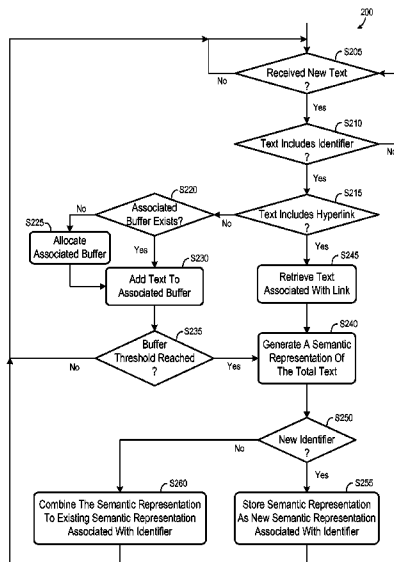 200
S205
Received New Text
?
No
Yes
S210
Text Includes Identifier
?
No
Yes
S215
Text Includes Hyperlink
?
No
Yes
S220
Associated
Buffer Exists?
No
Yes
S225
Allocate
Associated Buffer
S230
Add Text To
Associated Buffer
S245
Retrieve Text
Associated With Link
S235
Buffer
Threshold Reached
?
No
Yes
S240
Generate A Semantic
Representation Of
The Total Text
S250
New Identifier
?
No
Yes
S260
Combine The Semantic Representation
To Existing Semantic Representation
Associated With Identifier
S255
Store Semantic Representation
As New Semantic Representation
Associated With Identifier